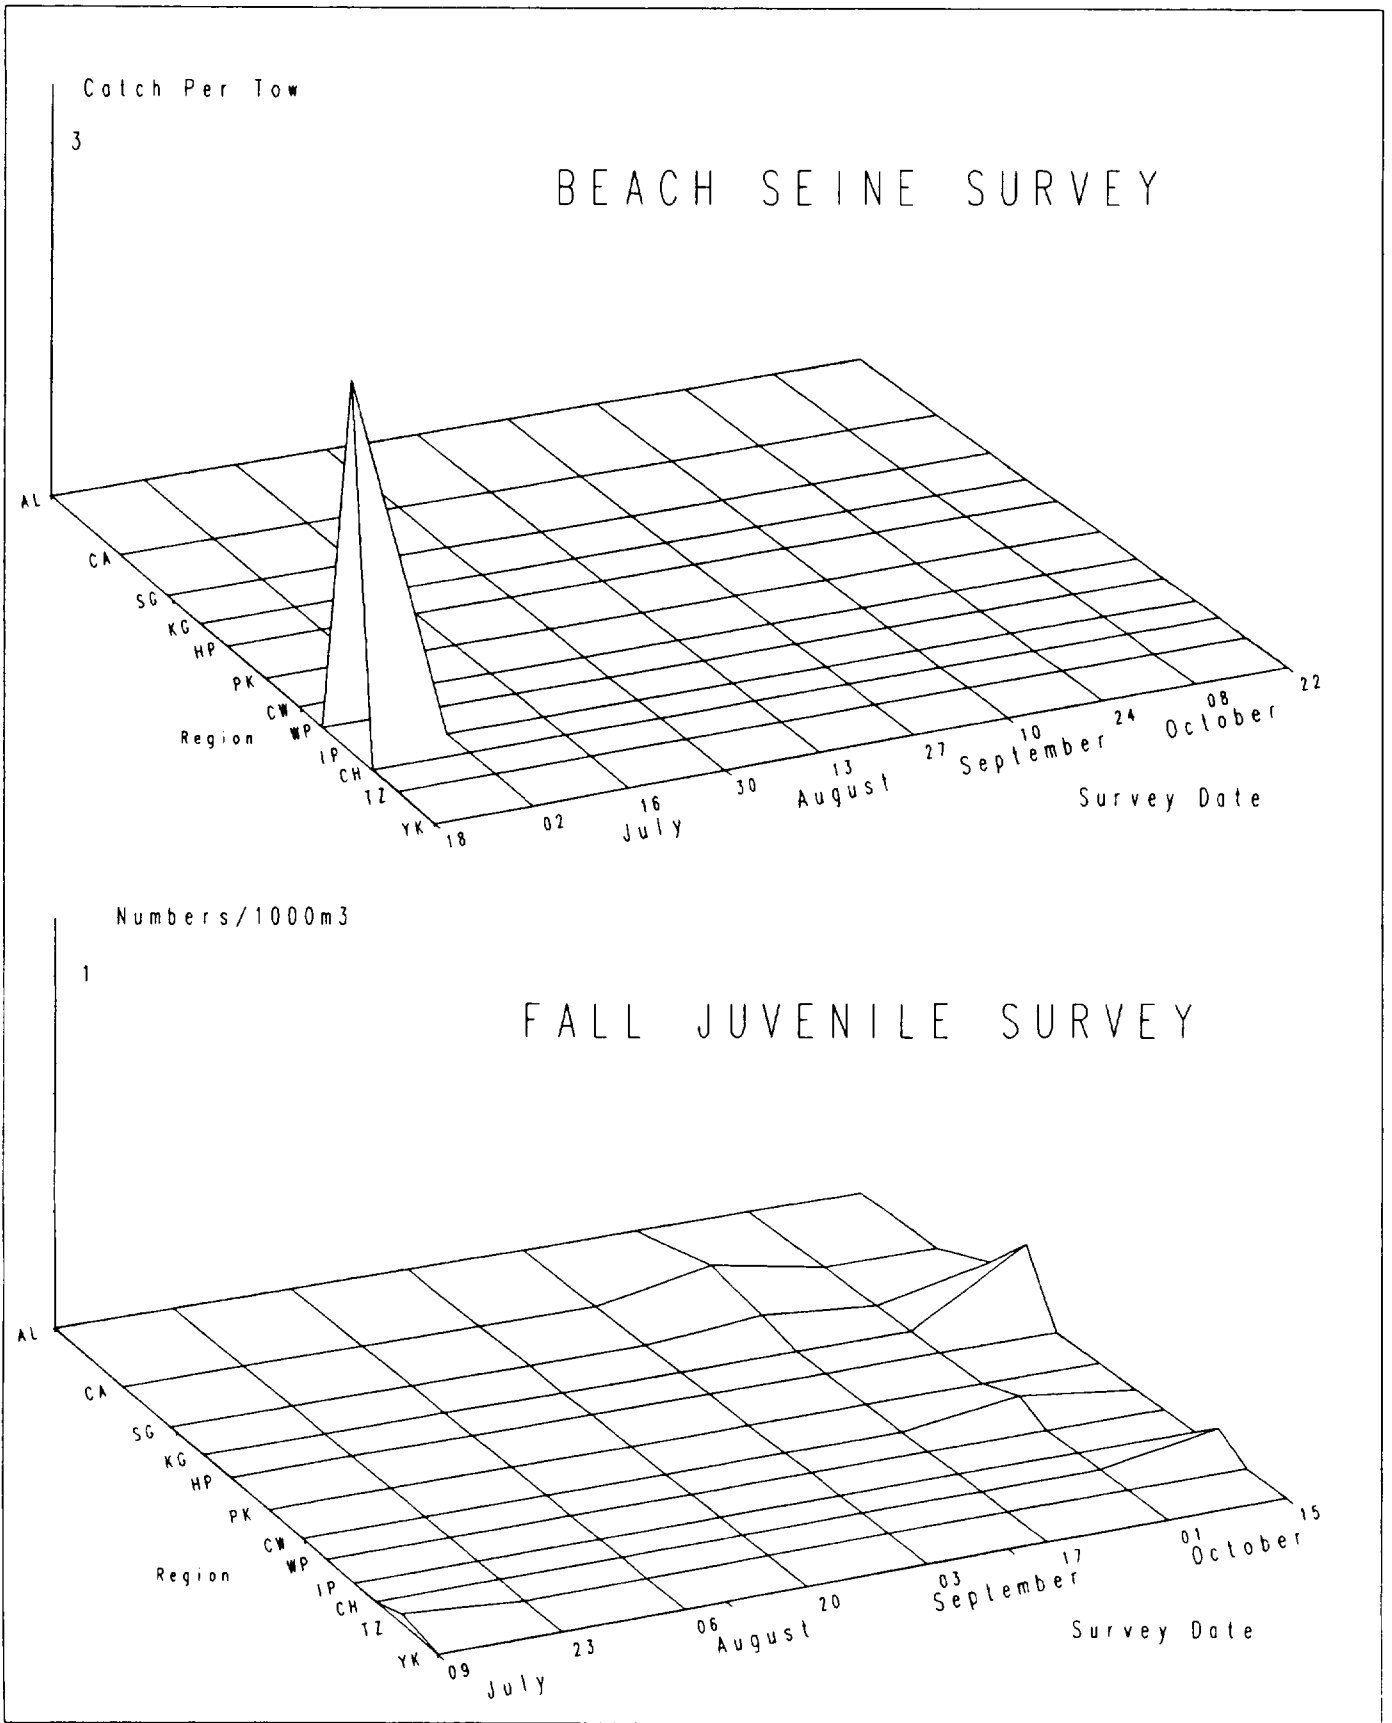 Catch Per Tow
3
BEACH SEINE SURVEY
AL
CA
SG
KG
HP
PK
CW
WP
IP
CH
TZ
YK
Region
18 02 16 30 13 27 10 24 08 22
July August September October
Survey Date
Numbers/1000m3
1
FALL JUVENILE SURVEY
AL
CA
SG
KG
HP
PK
CW
WP
IP
CH
TZ
YK
Region
09 23 06 20 03 17 01 15
July August September October
Survey Date